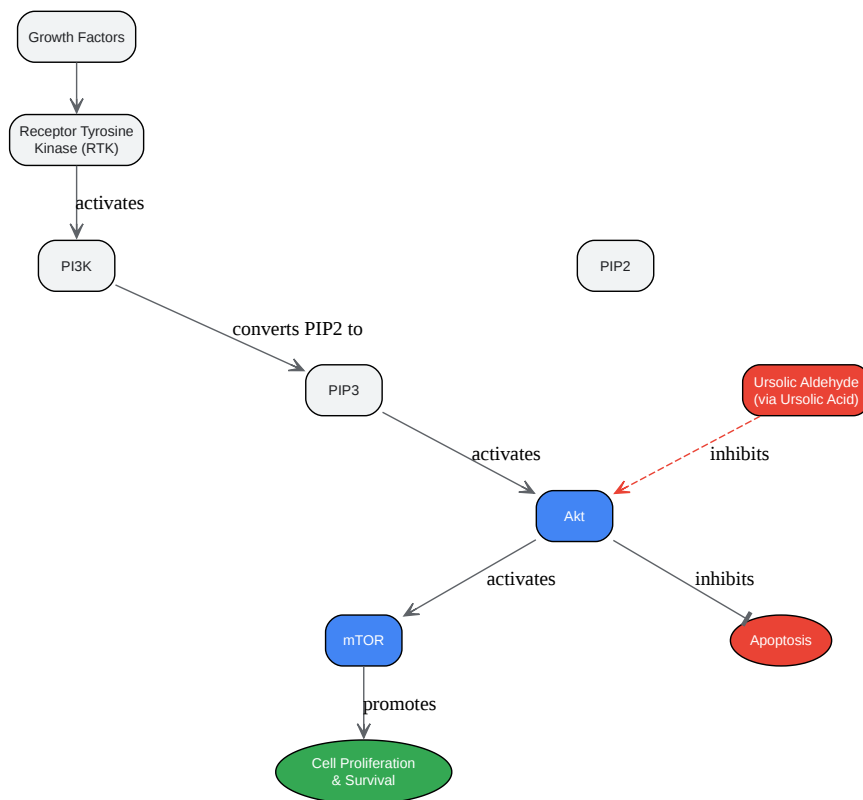 Growth Factors
Receptor Tyrosine
Kinase (RTK)
activates
PI3K
PIP2
converts PIP2 to
PIP3
Ursolic Aldehyde
(via Ursolic Acid)
activates
inhibits
Akt
activates
inhibits
mTOR
Apoptosis
promotes
Cell Proliferation
& Survival